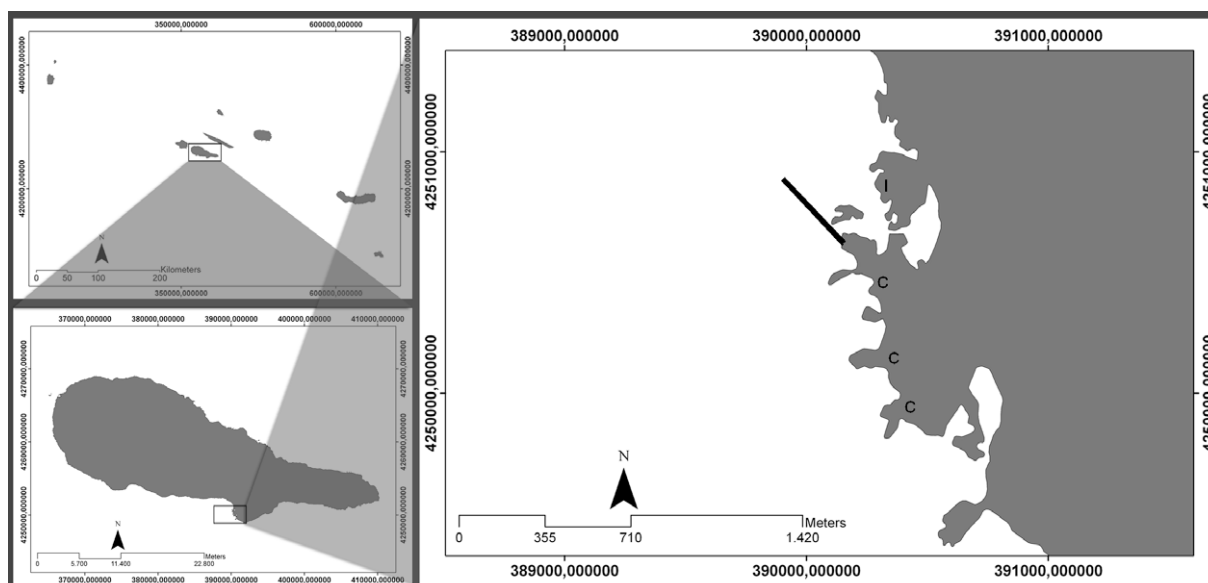 350000,000000 600000,000000
4400000,000000 4400000,000000
4200000,000000 4200000,000000
N
Kilometers
0 50 100 200
350000,000000 600000,000000
370000,000000 380000,000000 390000,000000 400000,000000 410000,000000
4270000,000000 4270000,000000
4260000,000000 4260000,000000
4250000,000000 4250000,000000
N
Meters
0 5.700 11.400 22.800
370000,000000 380000,000000 390000,000000 400000,000000 410000,000000
389000,000000 390000,000000 391000,000000
4251000,000000 4251000,000000
I
C
C
C
4250000,000000 4250000,000000
N
Meters
0 355 710 1.420
389000,000000 390000,000000 391000,000000